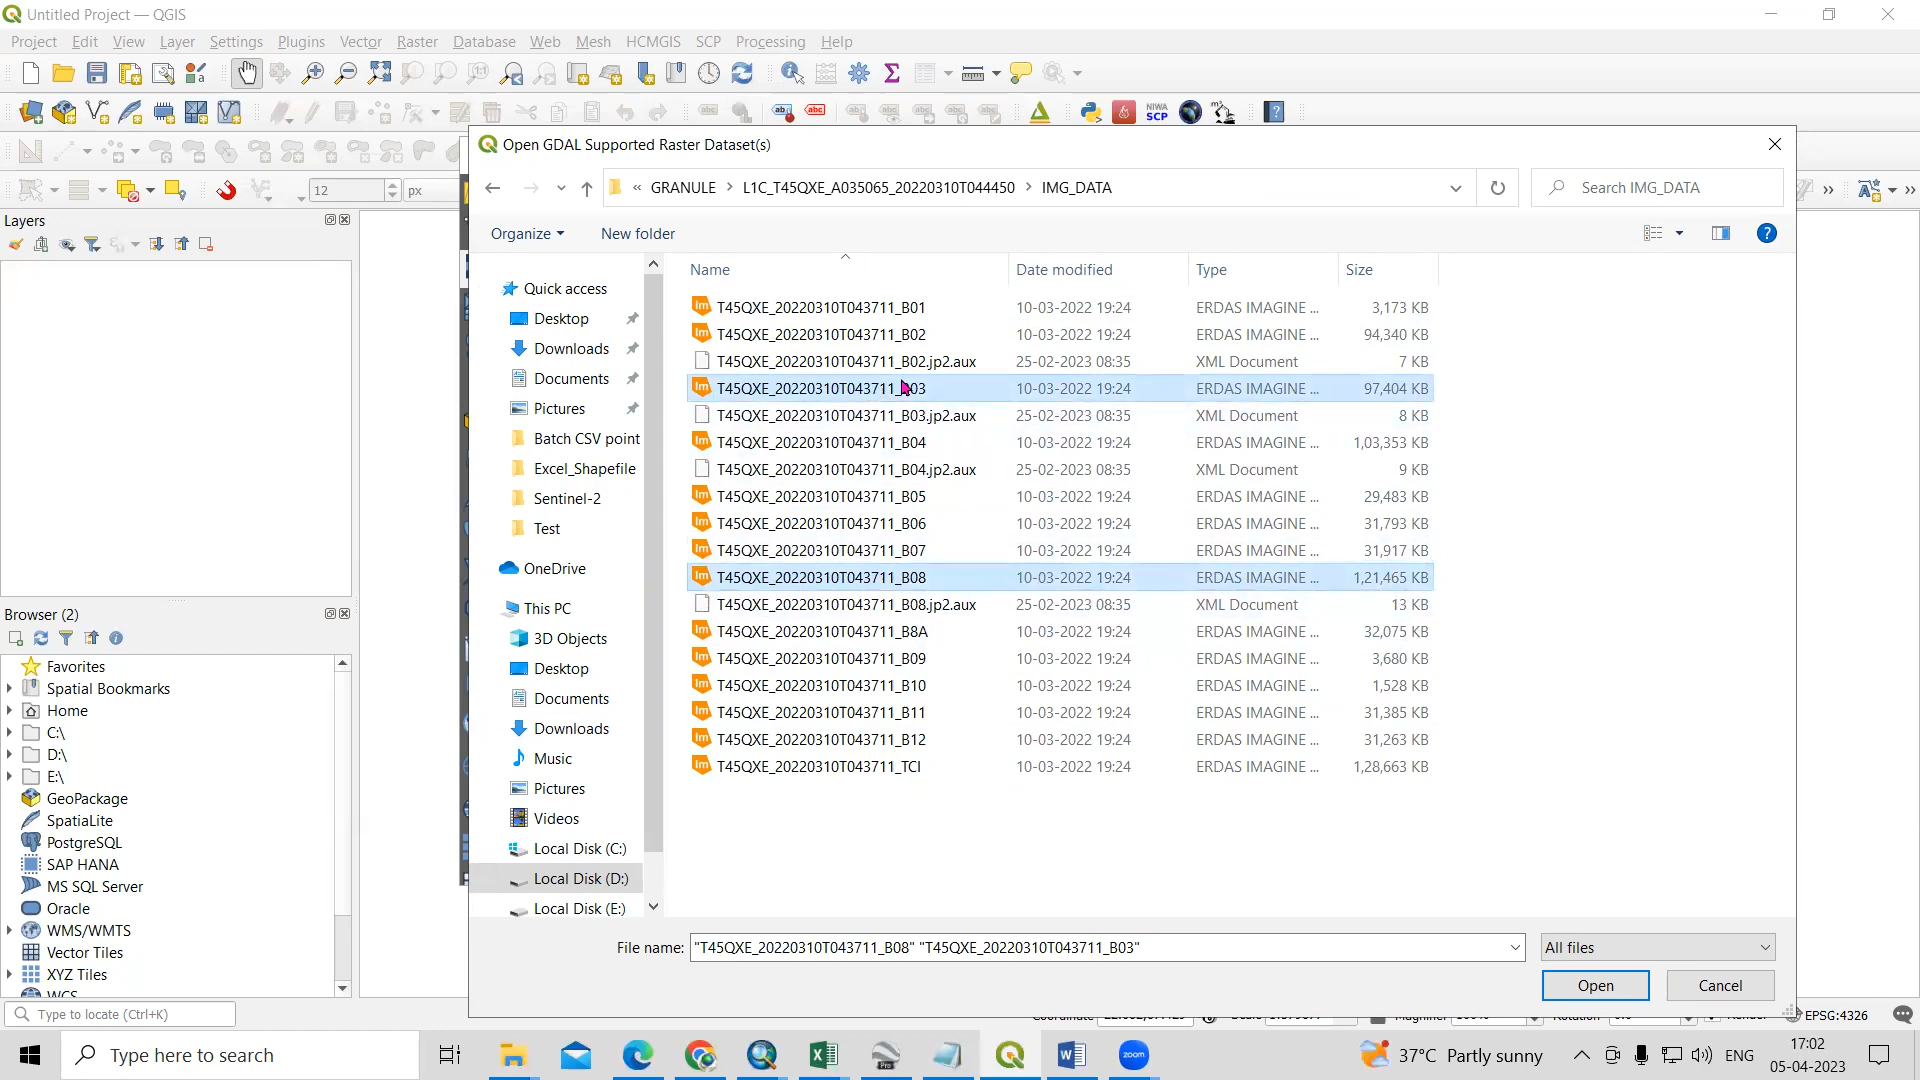 Untitled Project — QGIS
Project Edit View Layer Settings Plugins Vector Raster Database Web Mesh HCMGIS SCP Processing Help
NIWA
SCP
12 px
Open GDAL Supported Raster Dataset(s)
« GRANULE › L1C_T45QXE_A035065_20220310T044450 › IMG_DATA
Search IMG_DATA
Organize New folder
Name Date modified Type Size
T45QXE_20220310T043711_B01 10-03-2022 19:24 ERDAS IMAGINE ... 3,173 KB
T45QXE_20220310T043711_B02 10-03-2022 19:24 ERDAS IMAGINE ... 94,340 KB
T45QXE_20220310T043711_B02.jp2.aux 25-02-2023 08:35 XML Document 7 KB
T45QXE_20220310T043711_B03 10-03-2022 19:24 ERDAS IMAGINE ... 97,404 KB
T45QXE_20220310T043711_B03.jp2.aux 25-02-2023 08:35 XML Document 8 KB
T45QXE_20220310T043711_B04 10-03-2022 19:24 ERDAS IMAGINE ... 1,03,353 KB
T45QXE_20220310T043711_B04.jp2.aux 25-02-2023 08:35 XML Document 9 KB
T45QXE_20220310T043711_B05 10-03-2022 19:24 ERDAS IMAGINE ... 29,483 KB
T45QXE_20220310T043711_B06 10-03-2022 19:24 ERDAS IMAGINE ... 31,793 KB
T45QXE_20220310T043711_B07 10-03-2022 19:24 ERDAS IMAGINE ... 31,917 KB
T45QXE_20220310T043711_B08 10-03-2022 19:24 ERDAS IMAGINE ... 1,21,465 KB
T45QXE_20220310T043711_B08.jp2.aux 25-02-2023 08:35 XML Document 13 KB
T45QXE_20220310T043711_B8A 10-03-2022 19:24 ERDAS IMAGINE ... 32,075 KB
T45QXE_20220310T043711_B09 10-03-2022 19:24 ERDAS IMAGINE ... 3,680 KB
T45QXE_20220310T043711_B10 10-03-2022 19:24 ERDAS IMAGINE ... 1,528 KB
T45QXE_20220310T043711_B11 10-03-2022 19:24 ERDAS IMAGINE ... 31,385 KB
T45QXE_20220310T043711_B12 10-03-2022 19:24 ERDAS IMAGINE ... 31,263 KB
T45QXE_20220310T043711_TCI 10-03-2022 19:24 ERDAS IMAGINE ... 1,28,663 KB
Quick access
Desktop
Downloads
Documents
Pictures
Batch CSV point
Excel_Shapefile
Sentinel-2
Test
OneDrive
This PC
3D Objects
Desktop
Documents
Downloads
Music
Pictures
Videos
Local Disk (C:)
Local Disk (D:)
Local Disk (E:)
File name: "T45QXE_20220310T043711_B08" "T45QXE_20220310T043711_B03"
All files
Open Cancel
Layers
Browser (2)
Favorites
Spatial Bookmarks
Home
C:\
D:\
E:\
GeoPackage
SpatiaLite
PostgreSQL
SAP HANA
MS SQL Server
Oracle
WMS/WMTS
Vector Tiles
XYZ Tiles
WCS
Type to locate (Ctrl+K)
EPSG:4326
Type here to search
Pro
zoom
37°C Partly sunny
ENG
17:02
05-04-2023